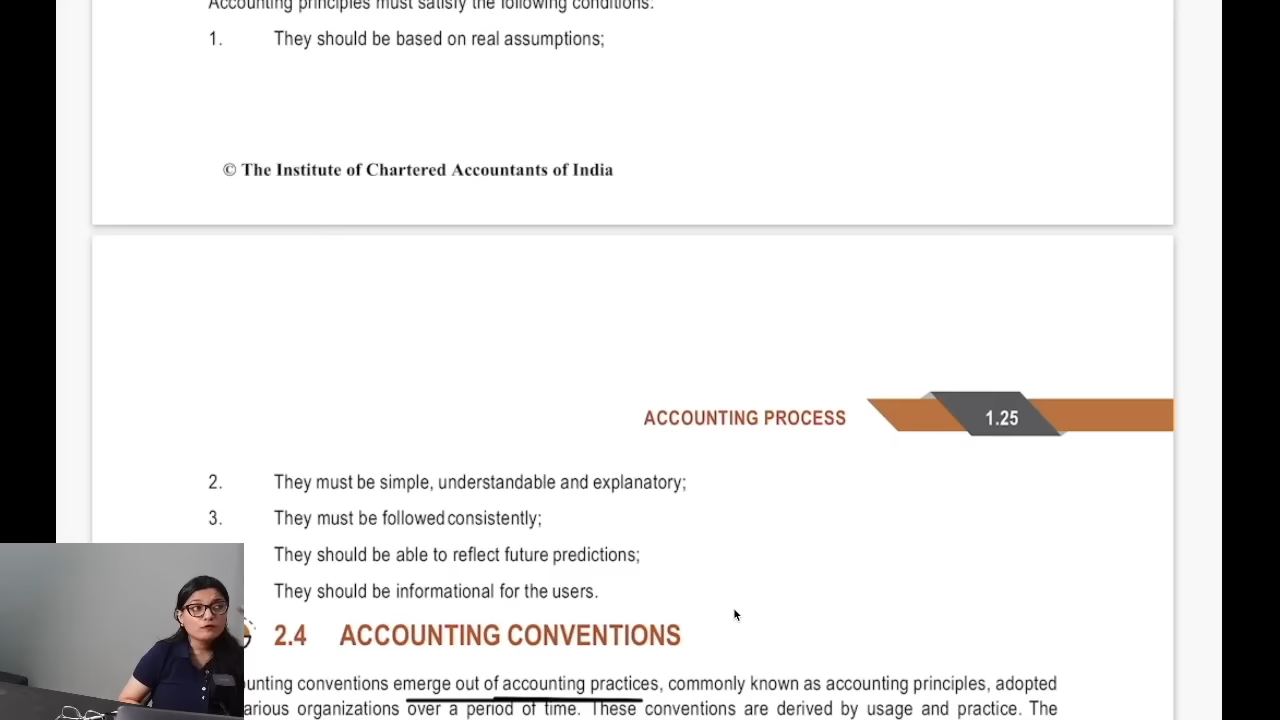 Accounting principles must satisfy the following conditions:
1. They should be based on real assumptions;
© The Institute of Chartered Accountants of India
ACCOUNTING PROCESS 1.25
2. They must be simple, understandable and explanatory;
3. They must be followed consistently;
They should be able to reflect future predictions;
They should be informational for the users.
2.4 ACCOUNTING CONVENTIONS
unting conventions emerge out of accounting practices, commonly known as accounting principles, adopted
arious organizations over a period of time. These conventions are derived by usage and practice. The